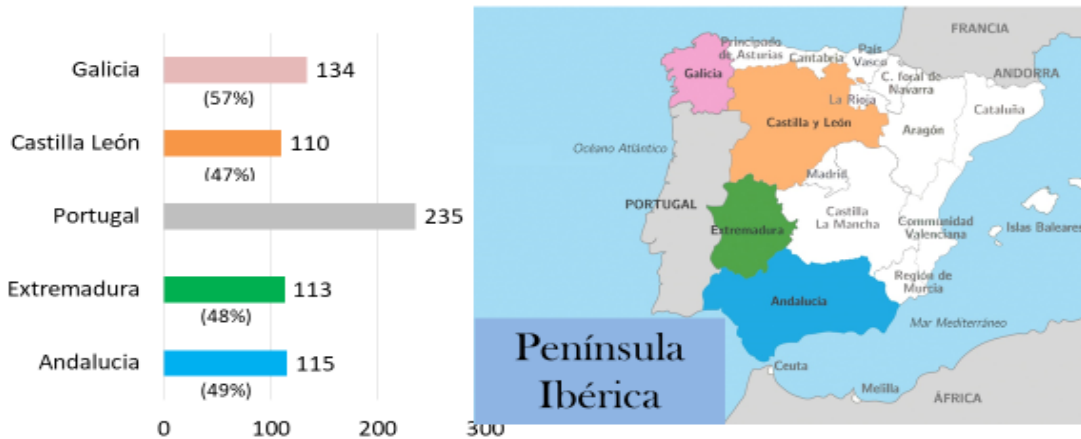 Galicia
134
(57%)
Castilla León
110
(47%)
Portugal
235
Extremadura
113
(48%)
Andalucia
115
(49%)
0
100
200
300
FRANCIA
Principado
de Asturias
Cantabria
País
Vasco
C. foral de
Navarra
ANDORRA
Galicia
La Rioja
Cataluña
Castilla y León
Aragón
Océano Atlántico
Madrid
PORTUGAL
Castilla
La Mancha
Communidad
Valenciana
Islas Baleares
Extremadura
Región de
Murcia
Andalucia
Mar Mediterráneo
Península
Ibérica
Ceuta
Melilla
ÁFRICA